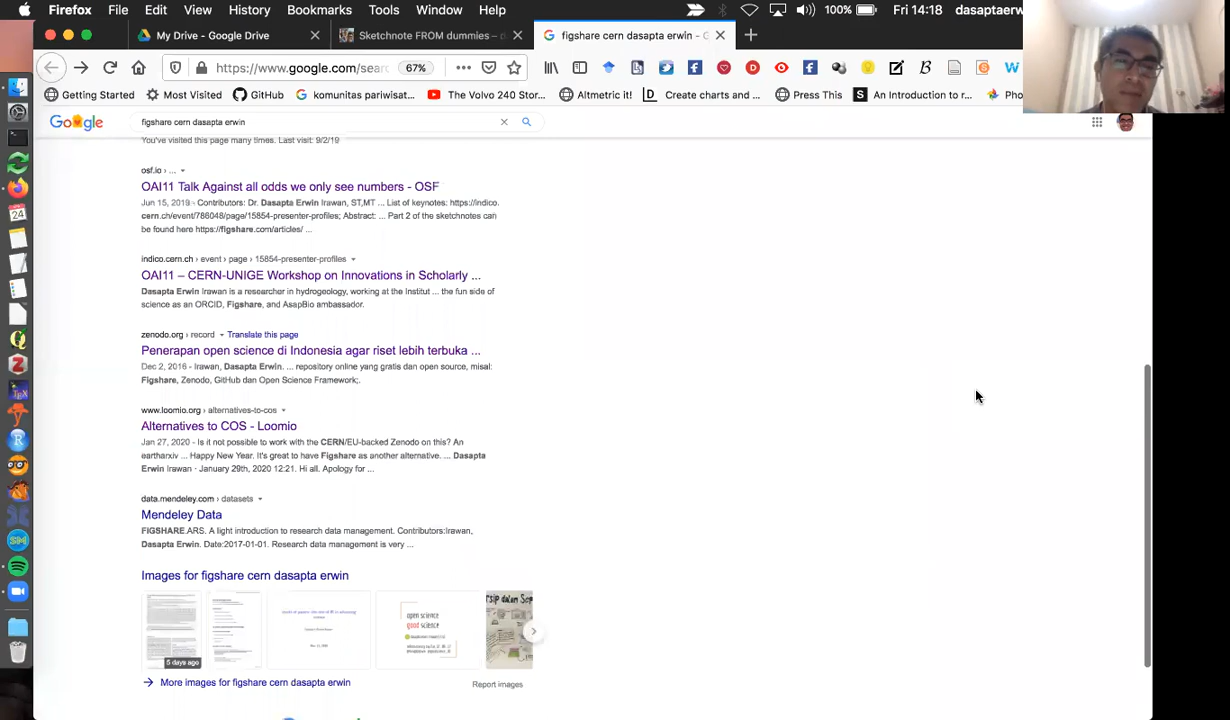 Firefox File Edit View History Bookmarks Tools Window Help 100% Fri 14:18 dasaptaerw
My Drive - Google Drive Sketchnote FROM dummies – d figshare cern dasapta erwin - G
https://www.google.com/sear 67%
Getting Started Most Visited GitHub komunitas pariwisat... The Volvo 240 Stor... Altmetric it! Create charts and ... Press This An Introduction to r... Pho
Google figshare cern dasapta erwin
You've visited this page many times. Last visit: 9/2/19
osf.io › ...
OAI11 Talk Against all odds we only see numbers - OSF
Jun 15, 2019 - Contributors: Dr. Dasapta Erwin Irawan, ST,MT ... List of keynotes: https://indico.
cern.ch/event/786048/page/15854-presenter-profiles; Abstract: ... Part 2 of the sketchnotes can
be found here https://figshare.com/articles/ ...
indico.cern.ch › event › page › 15854-presenter-profiles
OAI11 – CERN-UNIGE Workshop on Innovations in Scholarly ...
Dasapta Erwin Irawan is a researcher in hydrogeology, working at the Institut ... the fun side of
science as an ORCID, Figshare, and AsapBio ambassador.
zenodo.org › record Translate this page
Penerapan open science di Indonesia agar riset lebih terbuka ...
Dec 2, 2016 - Irawan, Dasapta Erwin. ... repository online yang gratis dan open source, misal:
Figshare, Zenodo, GitHub dan Open Science Framework;.
www.loomio.org › alternatives-to-cos
Alternatives to COS - Loomio
Jan 27, 2020 - Is it not possible to work with the CERN/EU-backed Zenodo on this? An
eartharxiv ... Happy New Year. It's great to have Figshare as another alternative. ... Dasapta
Erwin Irawan · January 29th, 2020 12:21. Hi all. Apology for ...
data.mendeley.com › datasets
Mendeley Data
FIGSHARE.ARS. A light introduction to research data management. Contributors:Irawan,
Dasapta Erwin. Date:2017-01-01. Research data management is very ...
Images for figshare cern dasapta erwin
open science
good science
5 days ago
More images for figshare cern dasapta erwin Report images